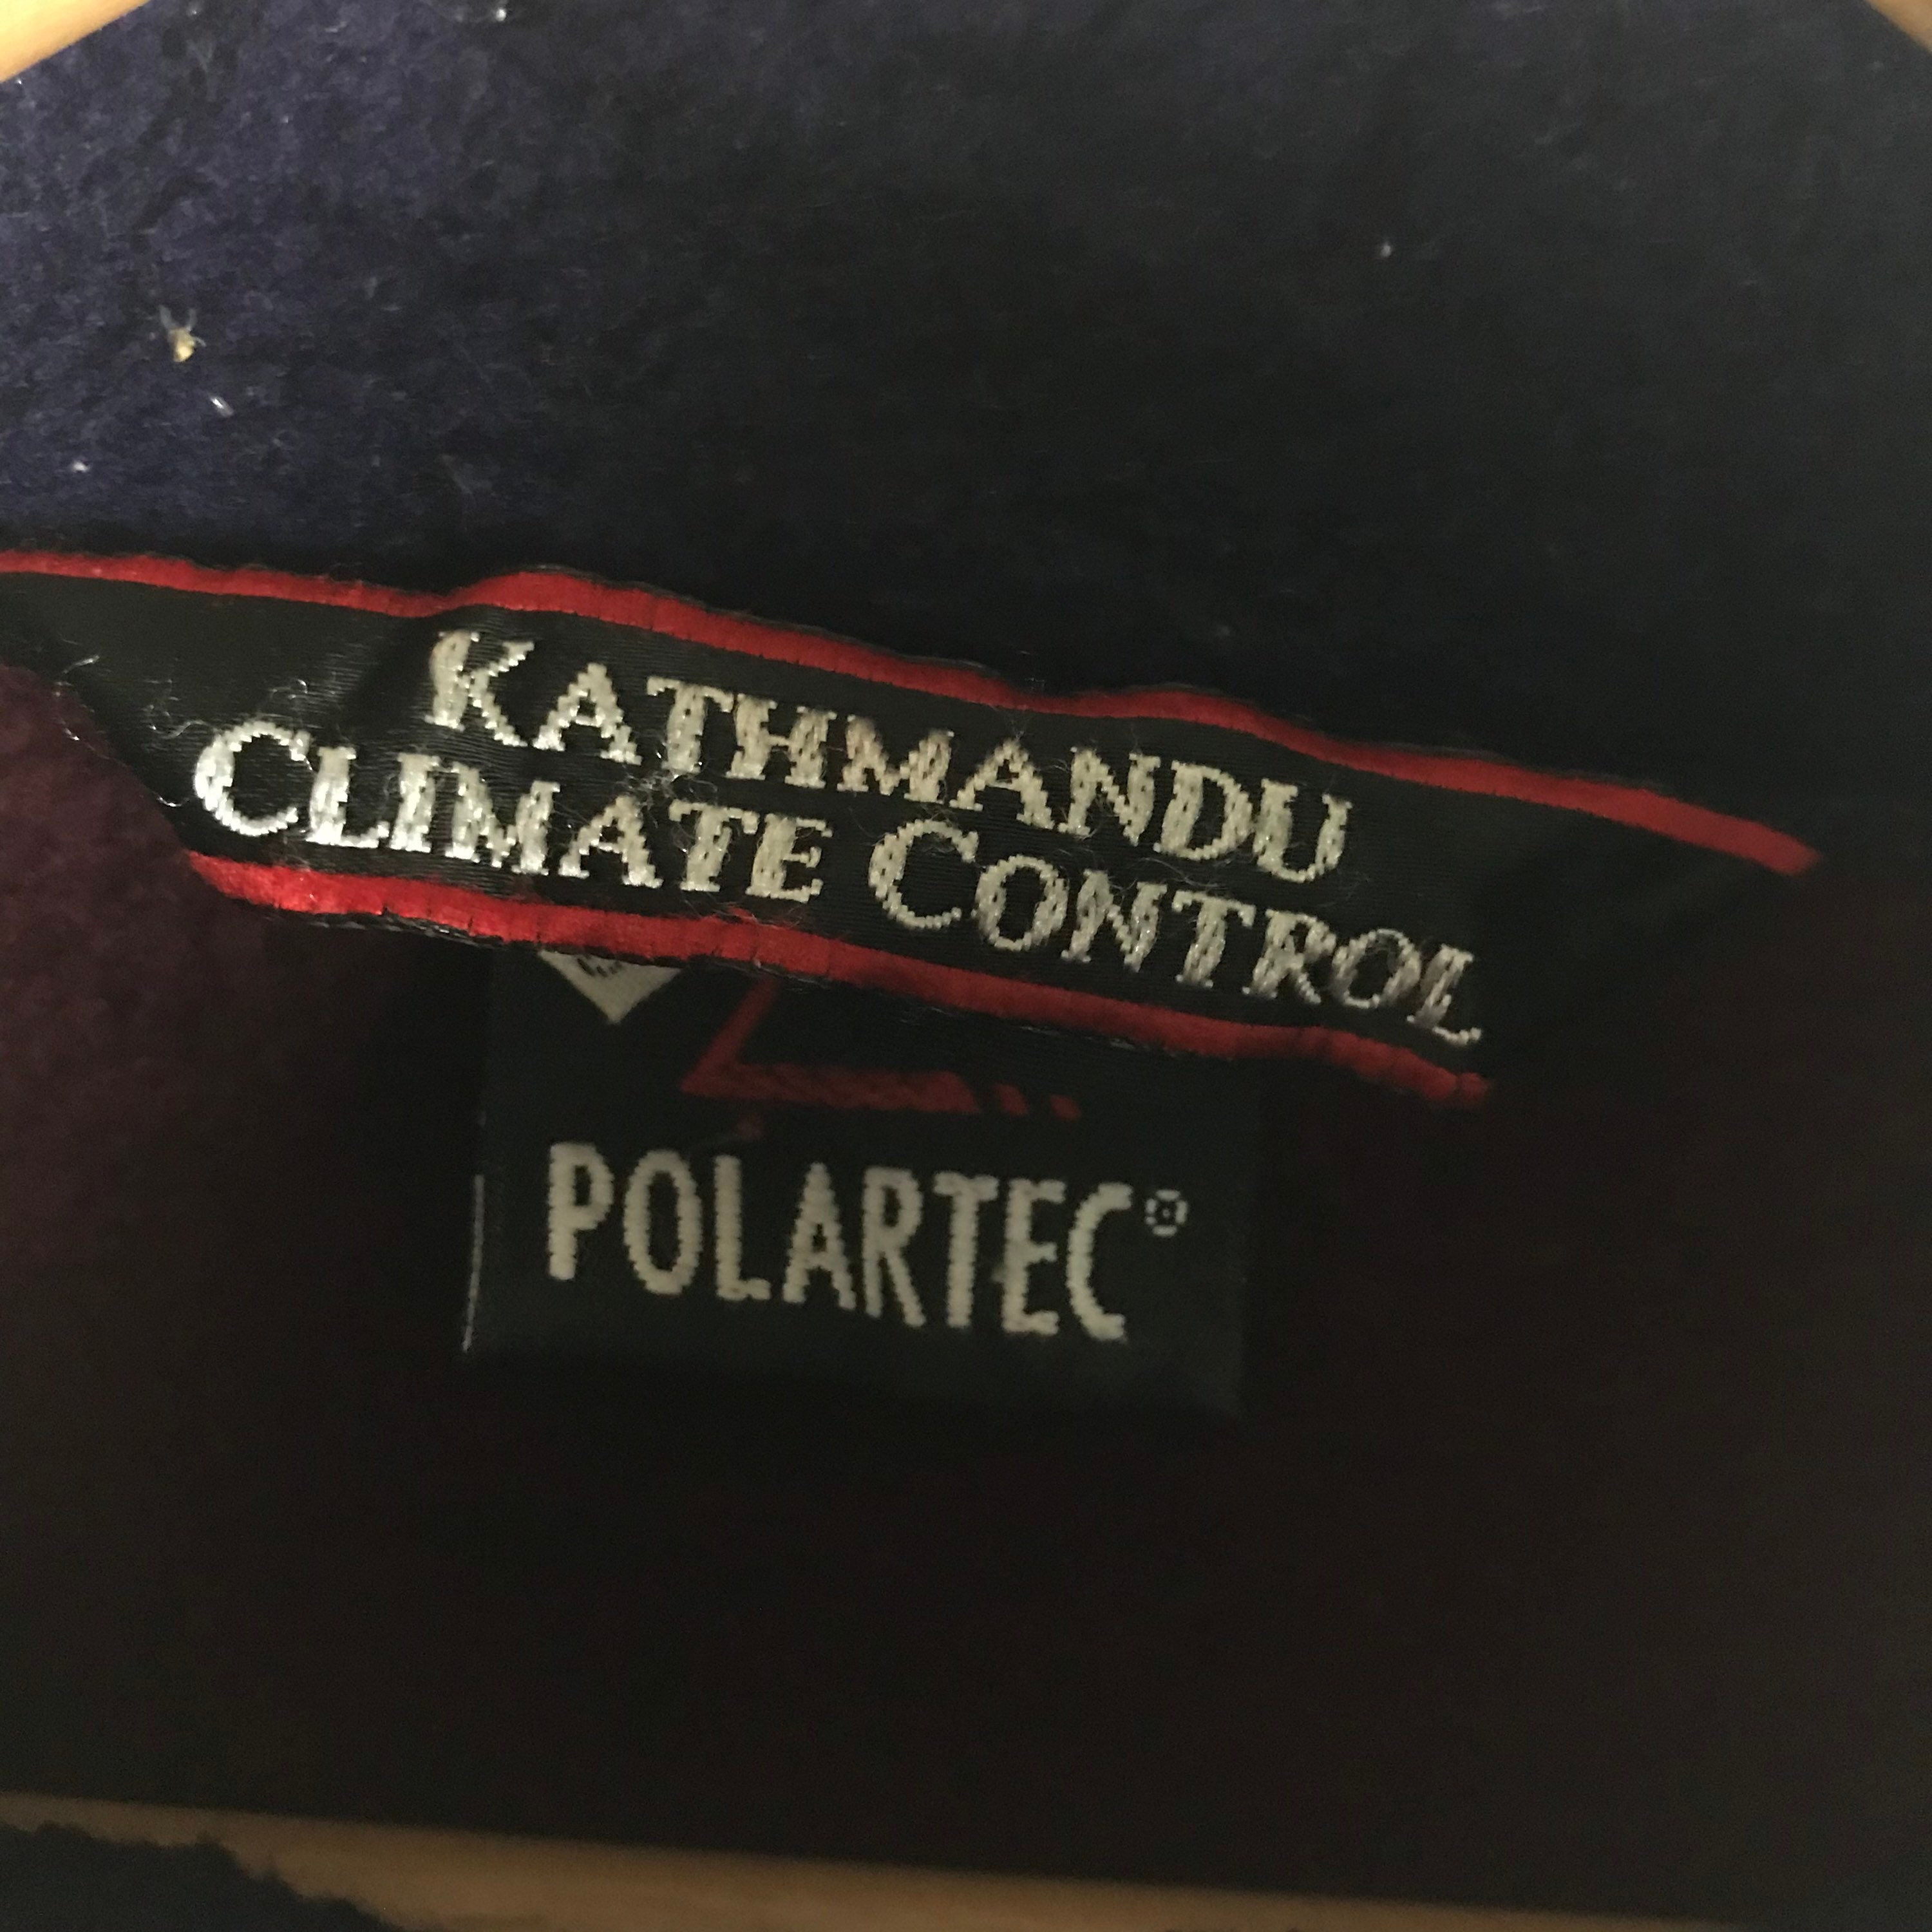 KATHMANDU
CLIMATE CONTROL
POLARTEC®